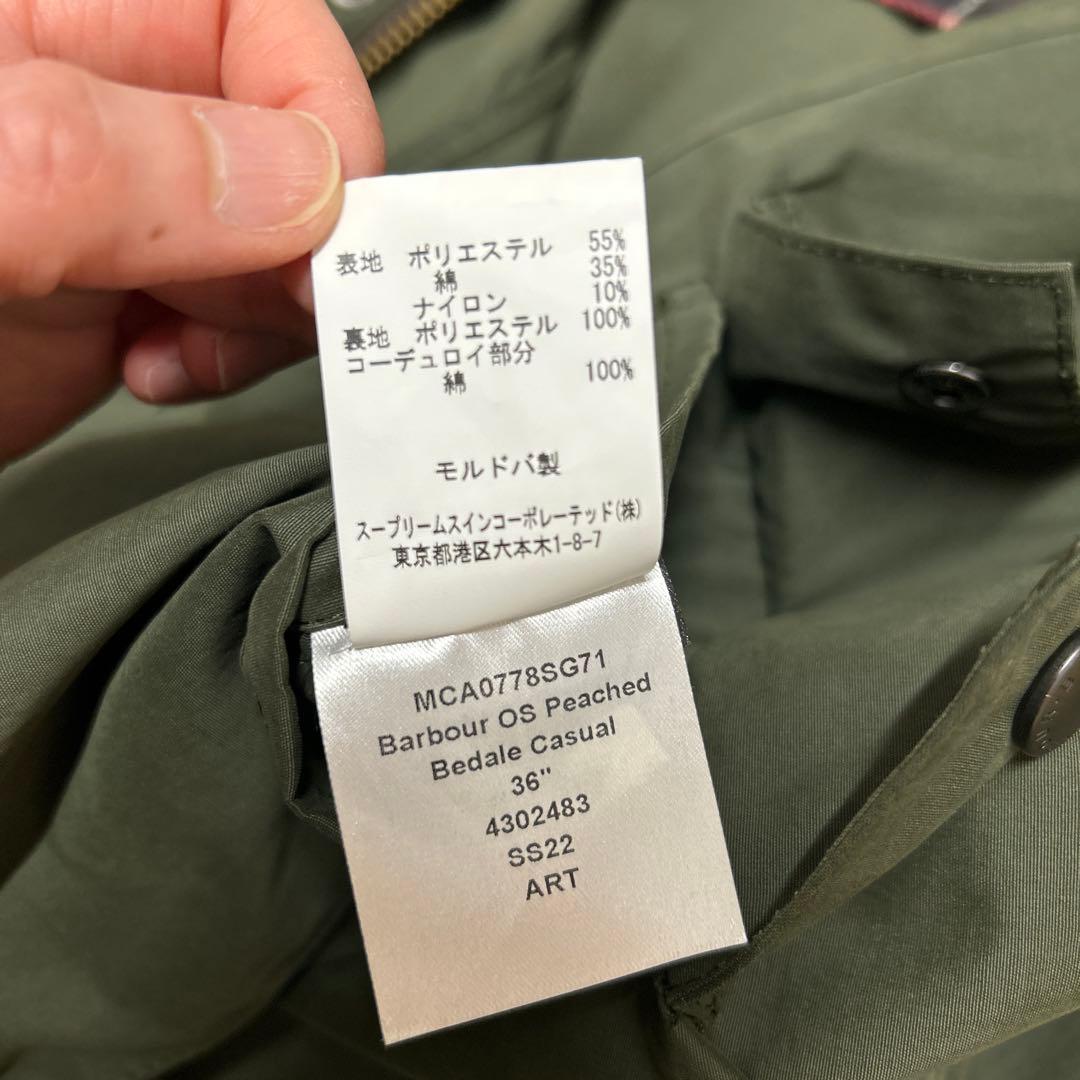 表地 ポリエステル 55%
綿 35%
ナイロン 10%
裏地 ポリエステル 100%
コーデュロイ部分
綿 100%
モルドバ製
スープリームスインコーポレーテッド(株)
東京都港区六本木1-8-7
MCA0778SG71
Barbour OS Peached
Bedale Casual
36"
4302483
SS22
ART